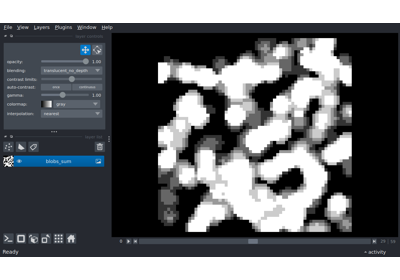 File View Layers Plugins Window Help
opacity: 1.00
blending: translucent_no_depth
contrast limits:
auto-contrast: once continuous
gamma: 1.00
colormap: gray
interpolation: nearest
blobs_sum
Ready
activity